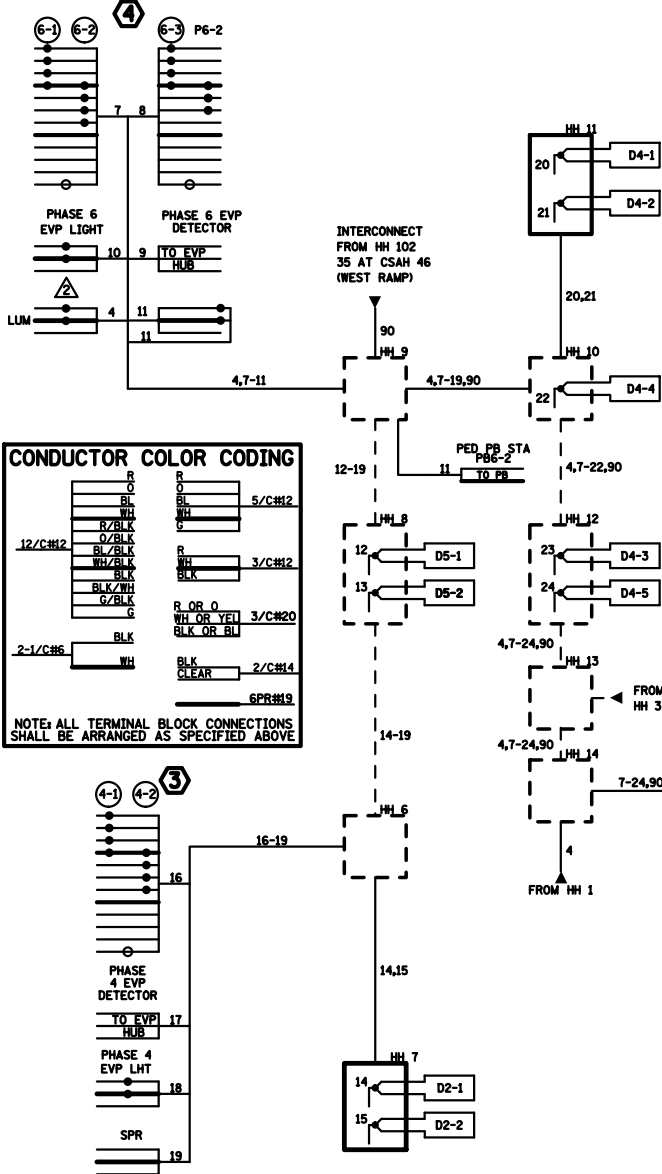 4
6-1 6-2 6-3 P6-2
7 8
PHASE 6
EVP LIGHT
PHASE 6 EVP
DETECTOR
10 9 TO EVP
HUB
2
LUM 4 11
11
4,7-11
INTERCONNECT
FROM HH 102
35 AT CSAH 46
(WEST RAMP)
90
HH 9
4,7-19,90
12-19
PED PB STA
PB6-2
11 TO PB
HH 11
20 D4-1
21 D4-2
20,21
HH 10
22 D4-4
4,7-22,90
HH 8
12 D5-1
13 D5-2
HH 12
23 D4-3
24 D4-5
4,7-24,90
HH 13
FROM
HH 3
4,7-24,90
HH 14
7-24,90
4
FROM HH 1
14-19
CONDUCTOR COLOR CODING
R
O
BL
WH
R/BLK
O/BLK
BL/BLK
WH/BLK
BLK
BLK/WH
G/BLK
G
12/C#12
BLK
WH
2-1/C#6
R
O
BL
WH
G
5/C#12
R
WH
BLK
3/C#12
R OR O
WH OR YEL
BLK OR BL
3/C#20
BLK
CLEAR
2/C#14
6PR#19
NOTE: ALL TERMINAL BLOCK CONNECTIONS
SHALL BE ARRANGED AS SPECIFIED ABOVE
3
4-1 4-2
16-19
HH 6
16
PHASE
4 EVP
DETECTOR
TO EVP
HUB
17
PHASE 4
EVP LHT
18
SPR
19
14,15
HH 7
14 D2-1
15 D2-2